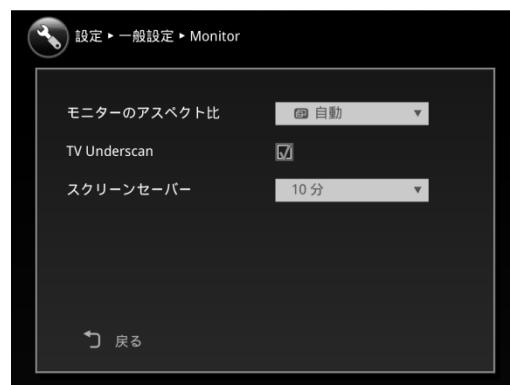 設定 ▸ 一般設定 ▸ Monitor
モニターのアスペクト比 自動
TV Underscan
スクリーンセーバー 10 分
戻る